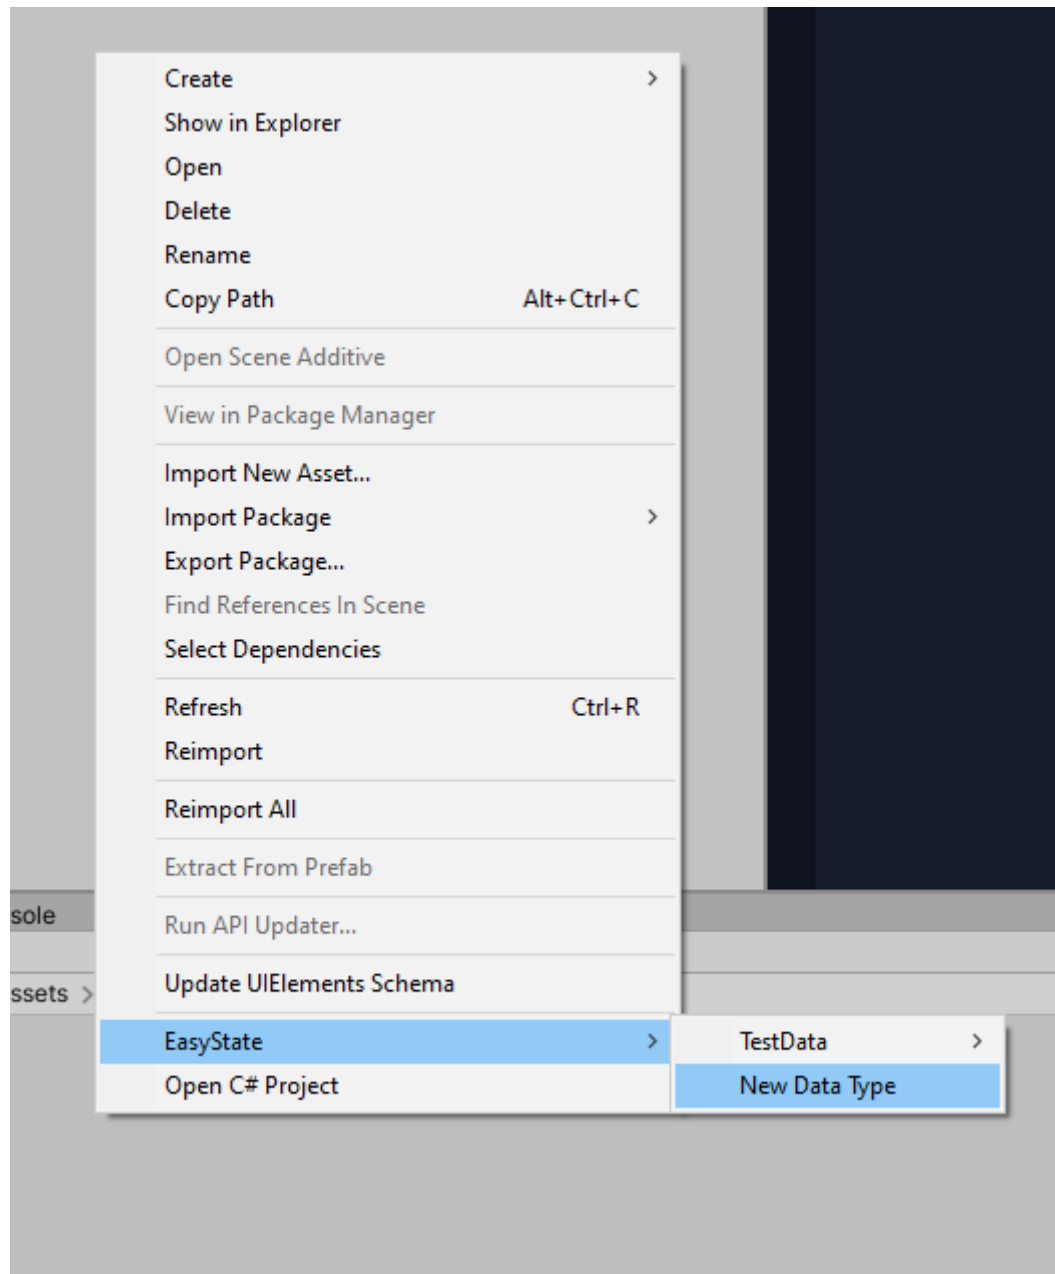 Create
Show in Explorer
Open
Delete
Rename
Copy Path Alt+Ctrl+C
Open Scene Additive
View in Package Manager
Import New Asset...
Import Package
Export Package...
Find References In Scene
Select Dependencies
Refresh Ctrl+R
Reimport
Reimport All
Extract From Prefab
sole
Run API Updater...
Update UIElements Schema
ssets >
EasyState
TestData
Open C# Project
New Data Type